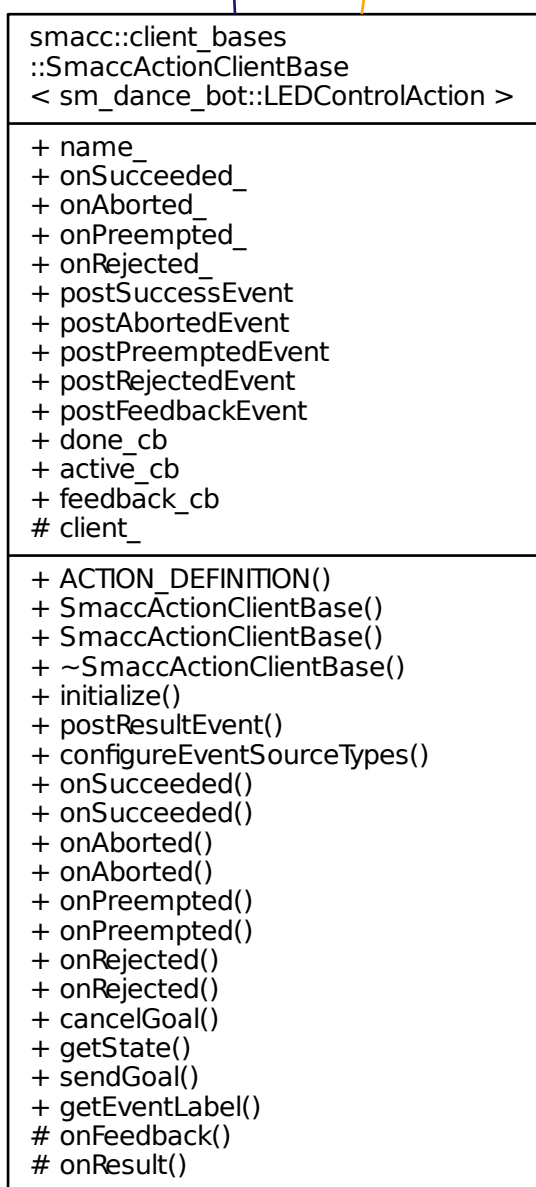 smacc::client_bases
::SmaccActionClientBase
< sm_dance_bot::LEDControlAction >
+ name_
+ onSucceeded_
+ onAborted_
+ onPreempted_
+ onRejected_
+ postSuccessEvent
+ postAbortedEvent
+ postPreemptedEvent
+ postRejectedEvent
+ postFeedbackEvent
+ done_cb
+ active_cb
+ feedback_cb
# client_
+ ACTION_DEFINITION()
+ SmaccActionClientBase()
+ SmaccActionClientBase()
+ ~SmaccActionClientBase()
+ initialize()
+ postResultEvent()
+ configureEventSourceTypes()
+ onSucceeded()
+ onSucceeded()
+ onAborted()
+ onAborted()
+ onPreempted()
+ onPreempted()
+ onRejected()
+ onRejected()
+ cancelGoal()
+ getState()
+ sendGoal()
+ getEventLabel()
# onFeedback()
# onResult()